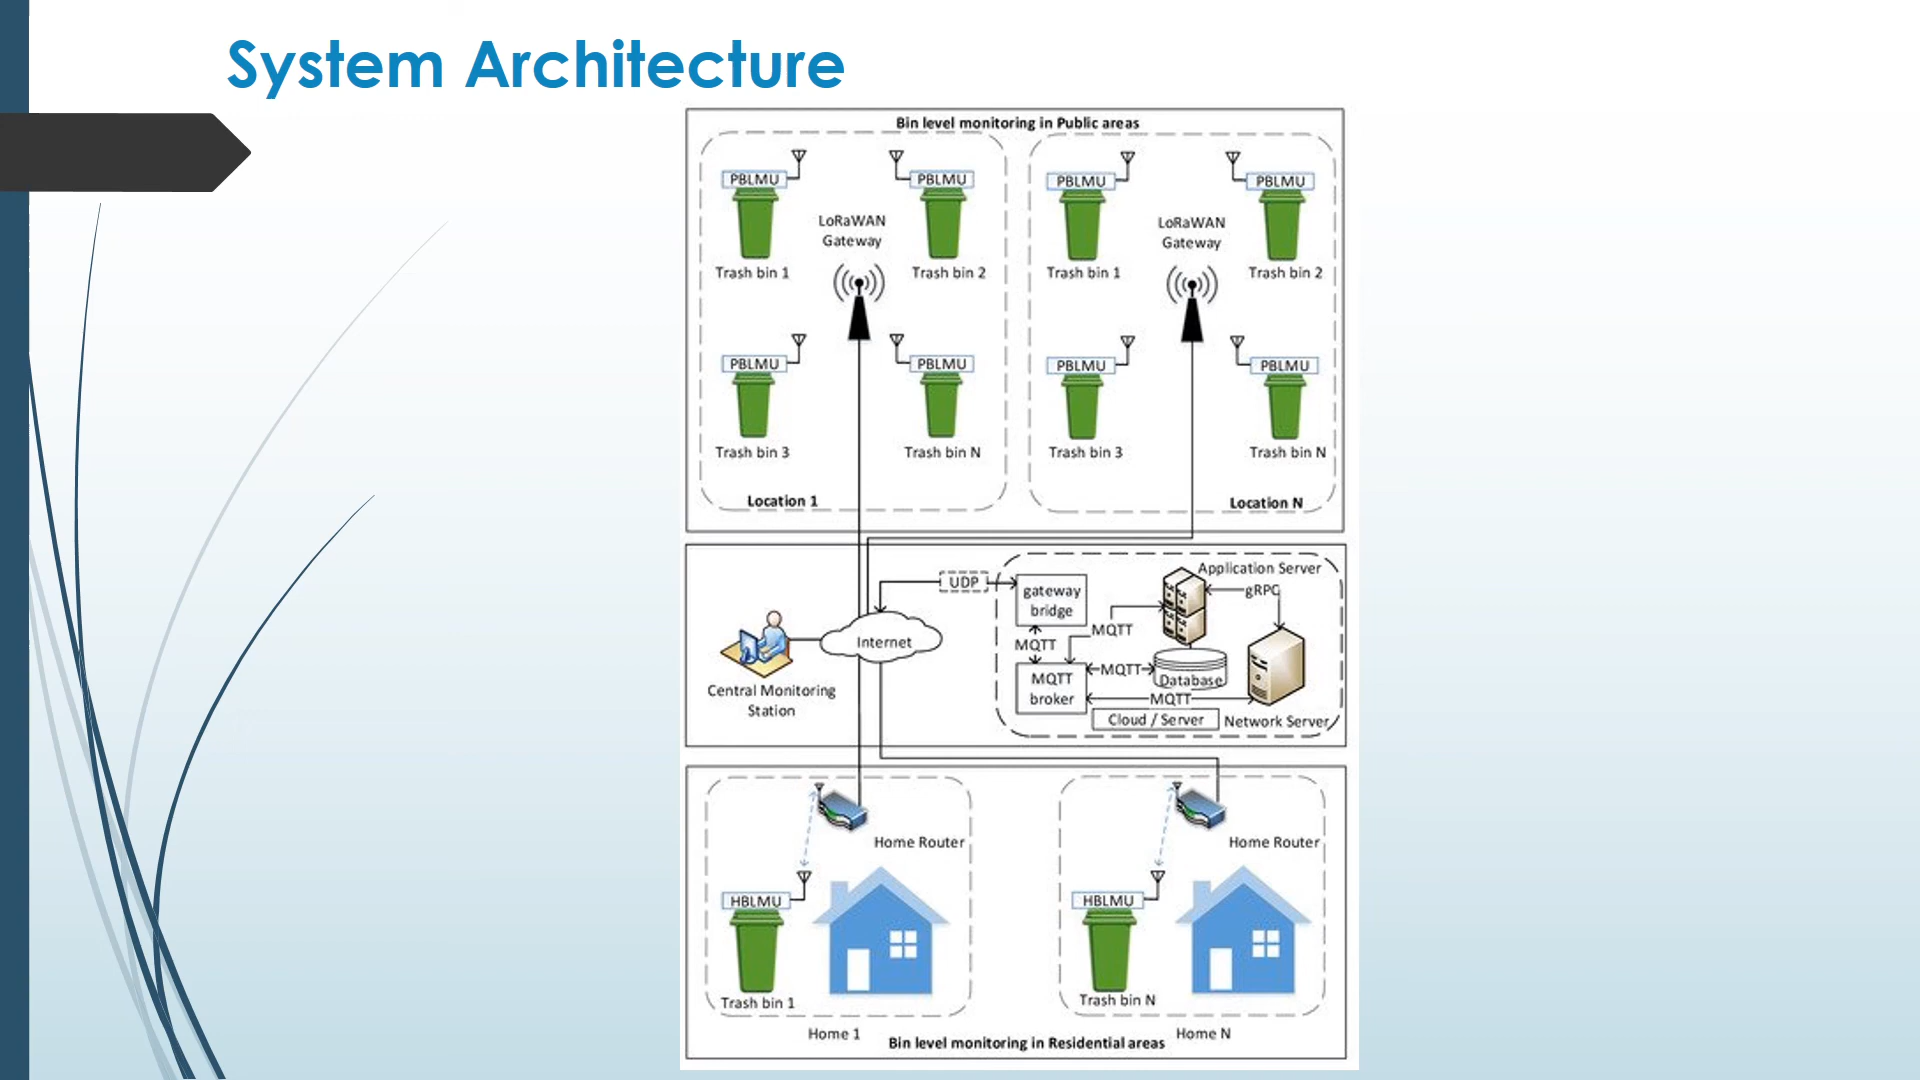 System Architecture
Bin level monitoring in Public areas
PBLMU
PBLMU
LoRaWAN
Gateway
Trash bin 1
Trash bin 2
PBLMU
PBLMU
Trash bin 3
Trash bin N
Location 1
PBLMU
PBLMU
LoRaWAN
Gateway
Trash bin 1
Trash bin 2
PBLMU
PBLMU
Trash bin 3
Trash bin N
Location N
Central Monitoring
Station
Internet
UDP
gateway
bridge
MQTT
MQTT
broker
MQTT
MQTT
MQTT
Application Server
gRPC
Database
Cloud / Server
Network Server
Home Router
HBLMU
Trash bin 1
Home 1
Home Router
HBLMU
Trash bin N
Home N
Bin level monitoring in Residential areas